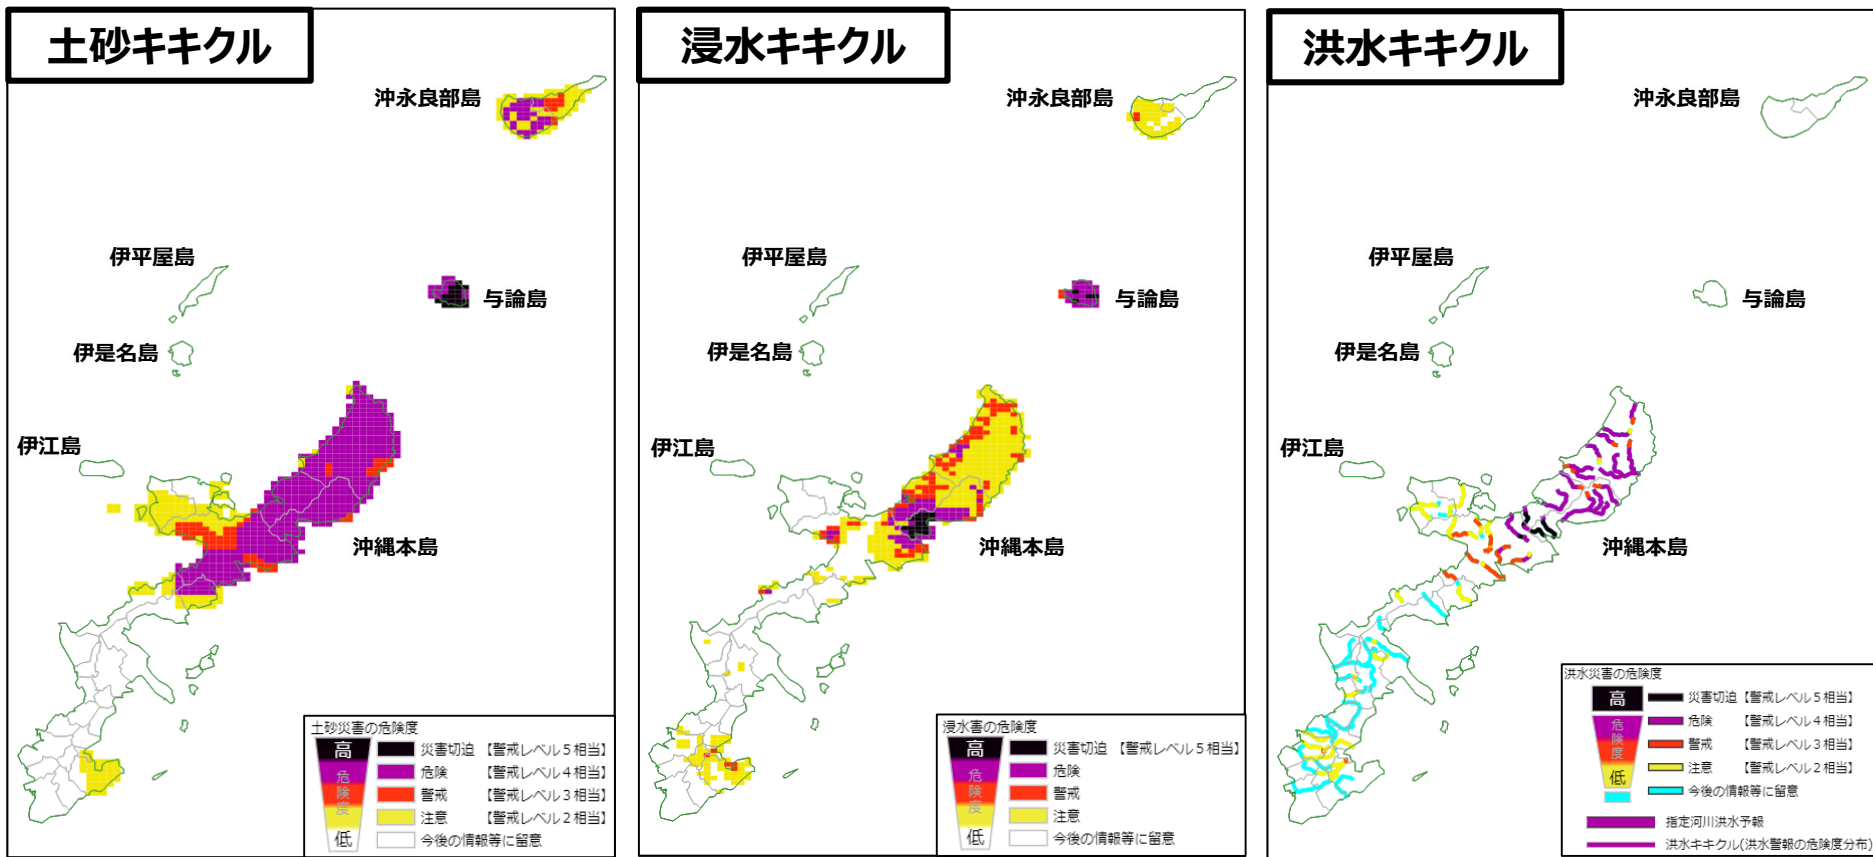 土砂キキクル
沖永良部島
伊平屋島
与論島
伊是名島
伊江島
沖縄本島
土砂災害の危険度
高
危険度
低
災害切迫 【警戒レベル5相当】
危険 【警戒レベル4相当】
警戒 【警戒レベル3相当】
注意 【警戒レベル2相当】
今後の情報等に留意
浸水キキクル
沖永良部島
伊平屋島
与論島
伊是名島
伊江島
沖縄本島
浸水害の危険度
高
危険度
低
災害切迫 【警戒レベル5相当】
危険
警戒
注意
今後の情報等に留意
洪水キキクル
沖永良部島
伊平屋島
与論島
伊是名島
伊江島
沖縄本島
洪水災害の危険度
高
危険度
低
災害切迫 【警戒レベル5相当】
危険 【警戒レベル4相当】
警戒 【警戒レベル3相当】
注意 【警戒レベル2相当】
今後の情報等に留意
指定河川洪水予報
洪水キキクル(洪水警報の危険度分布)